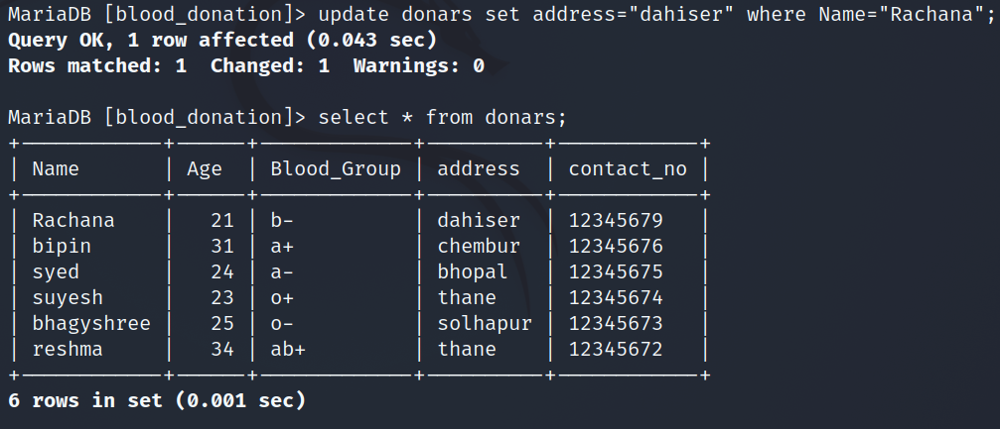 MariaDB [blood_donation]> update donars set address="dahiser" where Name="Rachana";
Query OK, 1 row affected (0.043 sec)
Rows matched: 1  Changed: 1  Warnings: 0
MariaDB [blood_donation]> select * from donars;
+------------+------+-------------+----------+------------+
| Name       | Age  | Blood_Group | address  | contact_no |
+------------+------+-------------+----------+------------+
| Rachana    |   21 | b-          | dahiser  | 12345679   |
| bipin      |   31 | a+          | chembur  | 12345676   |
| syed       |   24 | a-          | bhopal   | 12345675   |
| suyesh     |   23 | o+          | thane    | 12345674   |
| bhagyshree |   25 | o-          | solhapur | 12345673   |
| reshma     |   34 | ab+         | thane    | 12345672   |
+------------+------+-------------+----------+------------+
6 rows in set (0.001 sec)